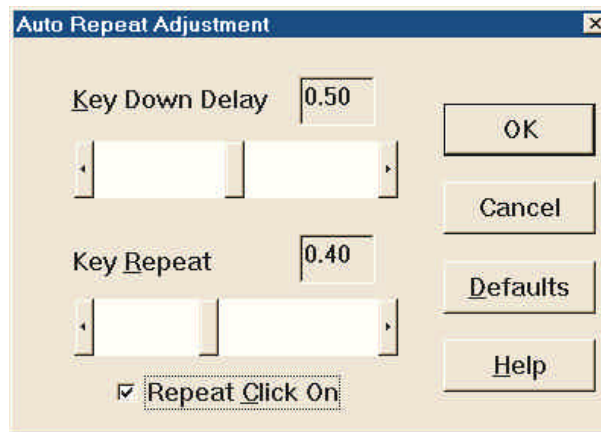 Auto Repeat Adjustment
Key Down Delay 0.50
OK
Cancel
Key Repeat 0.40
Defaults
Help
Repeat Click On